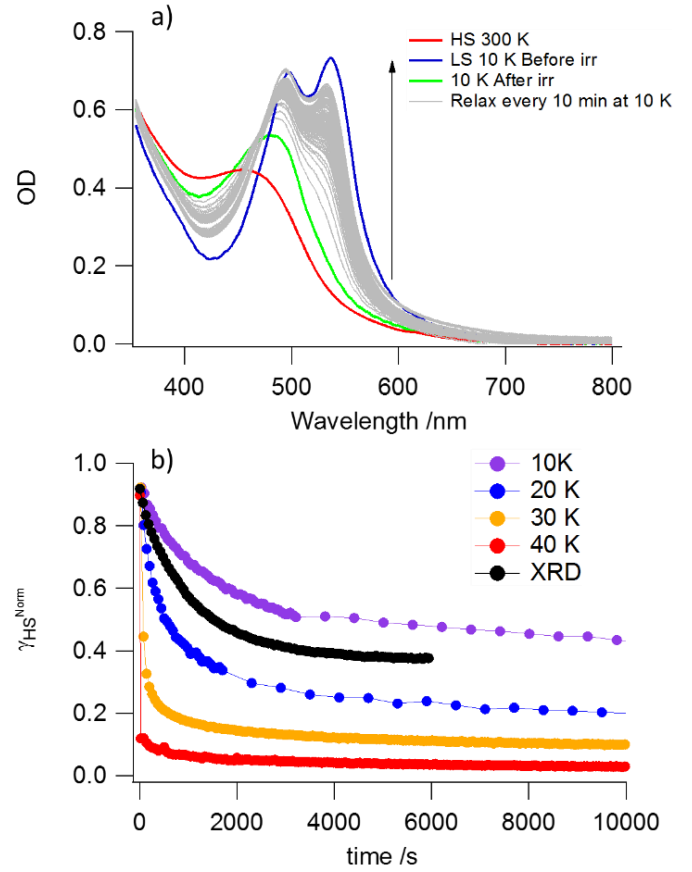 a)
0.8
0.6
0.4
0.2
0.0
OD
HS 300 K
LS 10 K Before irr
10 K After irr
Relax every 10 min at 10 K
400 500 600 700 800
Wavelength /nm
b)
1.0
0.8
0.6
0.4
0.2
0.0
γHS^Norm
10K
20 K
30 K
40 K
XRD
0 2000 4000 6000 8000 10000
time /s